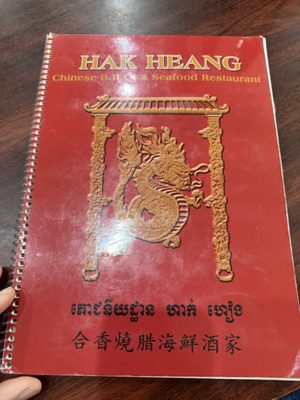 HAK HEANG
Chinese B.B.Q. & Seafood Restaurant
ភោជនីយដ្ឋាន ហាក់ ហៀង
合香燒腊海鮮酒家